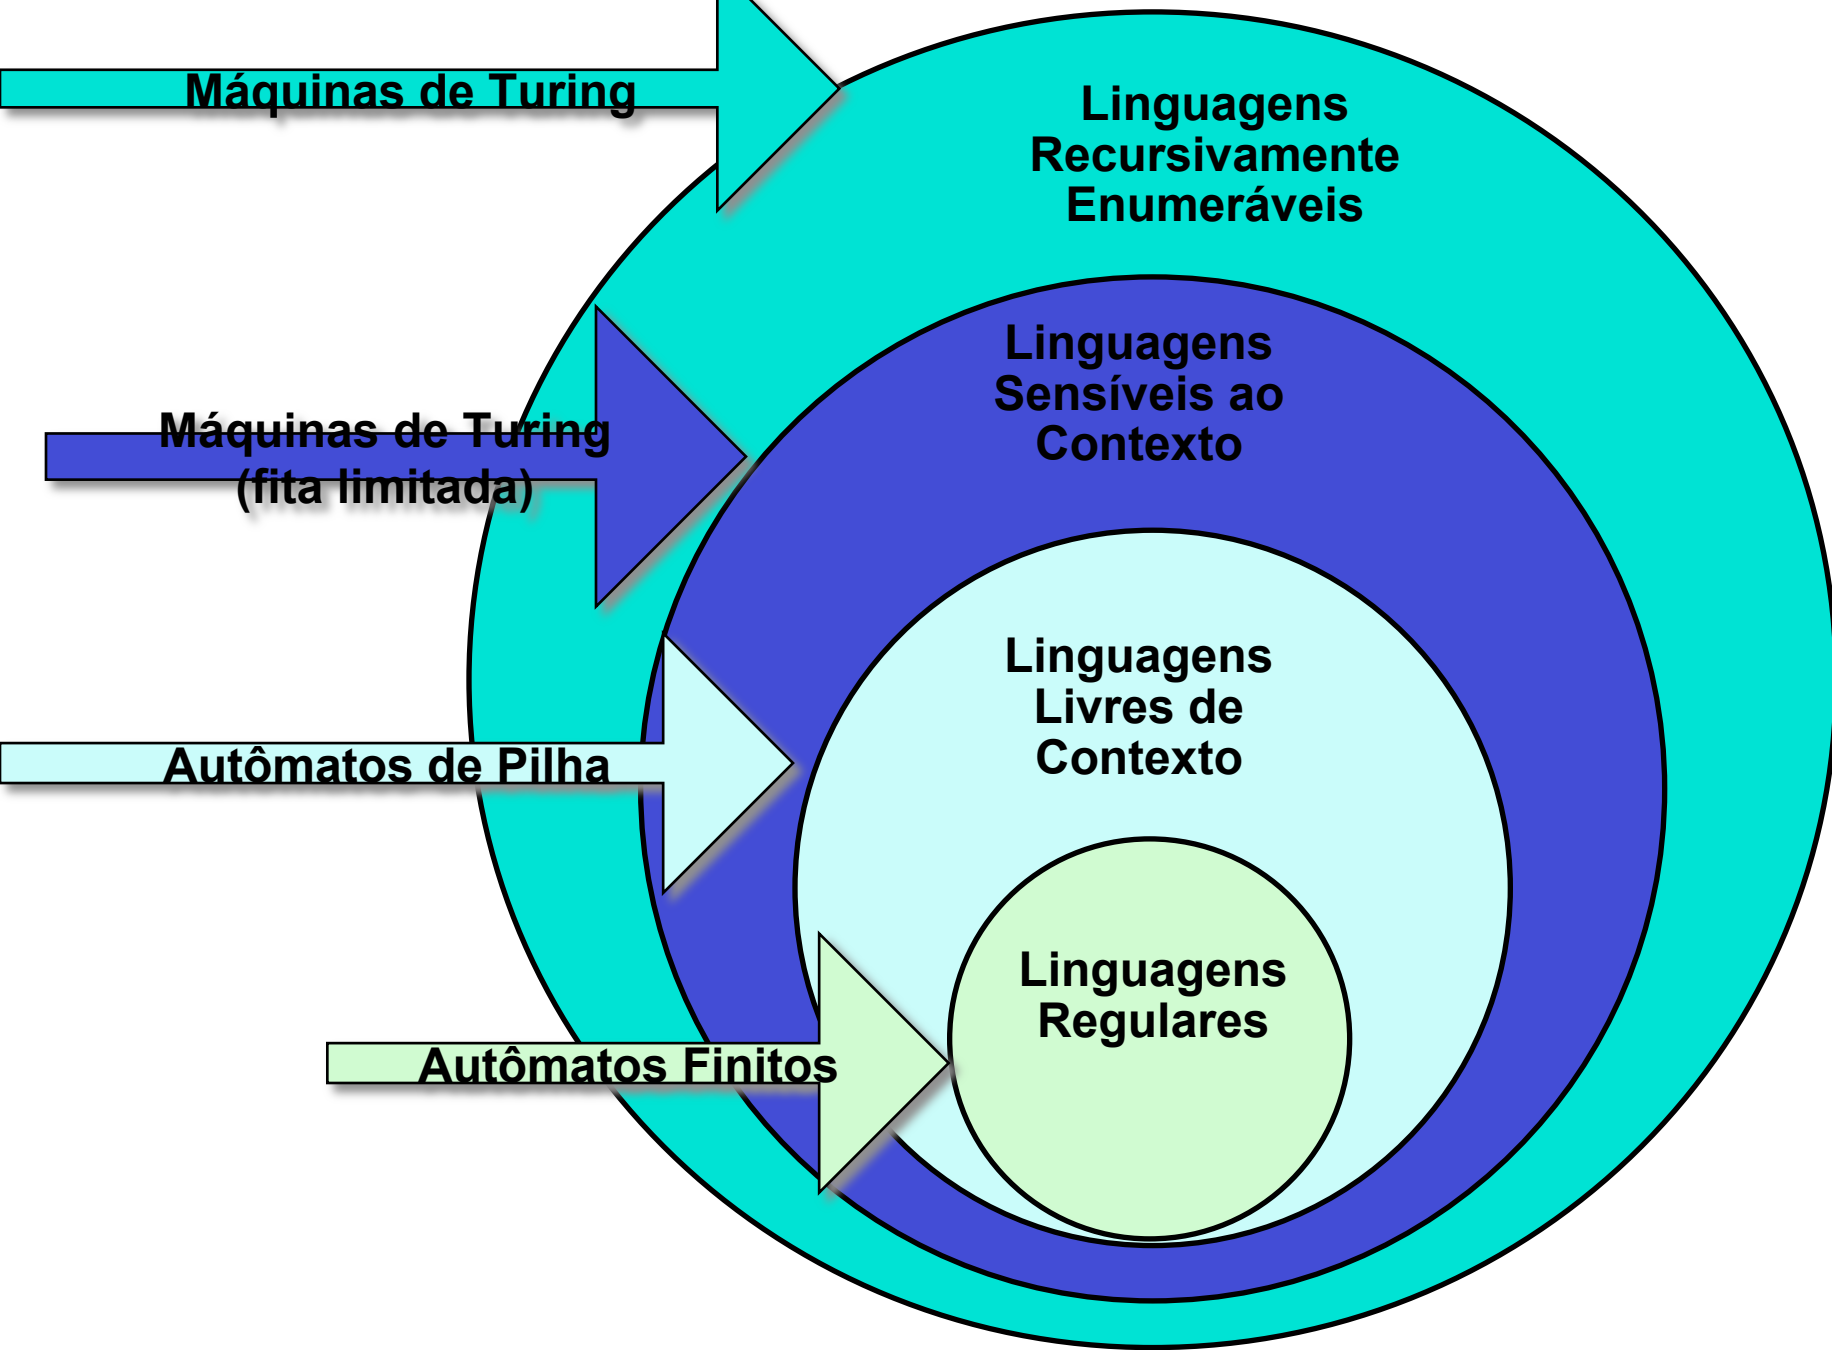 Máquinas de Turing
Linguagens
Recursivamente
Enumeráveis
Máquinas de Turing
(fita limitada)
Linguagens
Sensíveis ao
Contexto
Autômatos de Pilha
Linguagens
Livres de
Contexto
Autômatos Finitos
Linguagens
Regulares